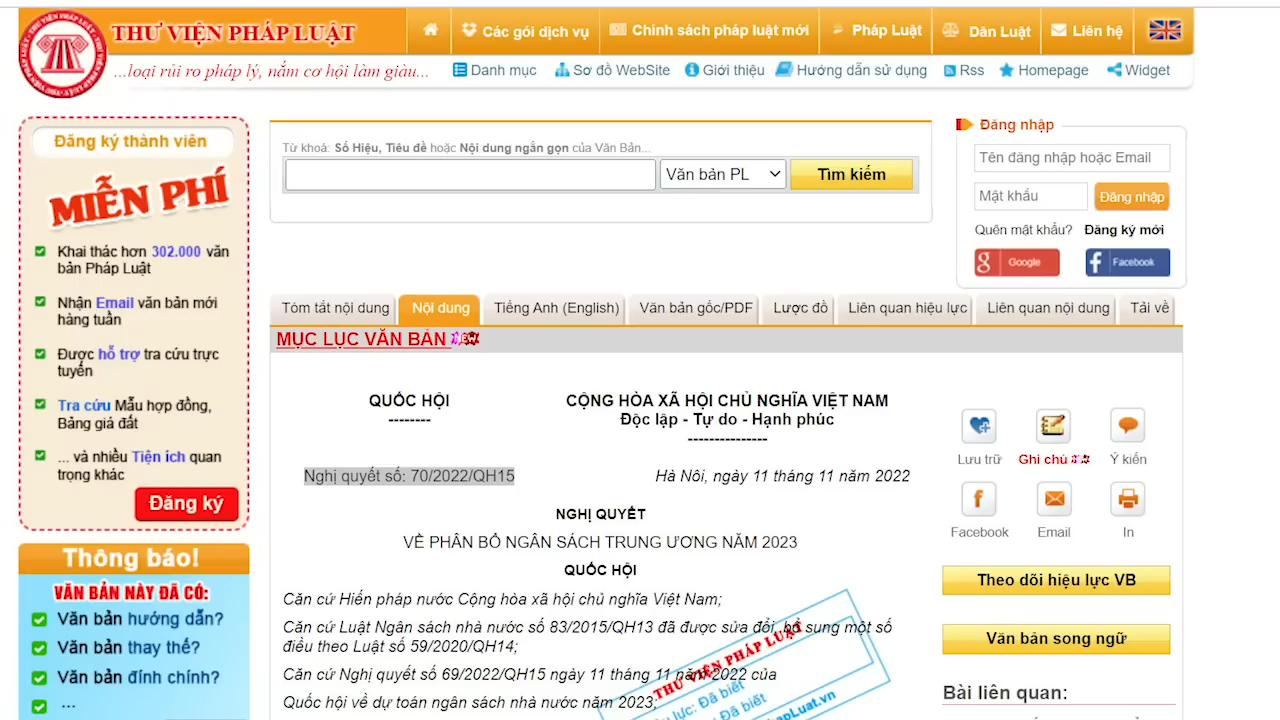 THƯ VIỆN PHÁP LUẬT
...loại rủi ro pháp lý, nắm cơ hội làm giàu...
Các gói dịch vụ
Chính sách pháp luật mới
Pháp Luật
Dân Luật
Liên hệ
Danh mục
Sơ đồ WebSite
Giới thiệu
Hướng dẫn sử dụng
Rss
Homepage
Widget
Đăng ký thành viên
MIỄN PHÍ
Khai thác hơn 302.000 văn
bản Pháp Luật
Nhận Email văn bản mới
hàng tuần
Được hỗ trợ tra cứu trực
tuyến
Tra cứu Mẫu hợp đồng,
Bảng giá đất
... và nhiều Tiện ích quan
trọng khác
Đăng ký
Thông báo!
VĂN BẢN NÀY ĐÃ CÓ:
Văn bản hướng dẫn?
Văn bản thay thế?
Văn bản đính chính?
...
Từ khoá: Số Hiệu, Tiêu đề hoặc Nội dung ngắn gọn của Văn Bản...
Văn bản PL
Tìm kiếm
Đăng nhập
Tên đăng nhập hoặc Email
Mật khẩu
Đăng nhập
Quên mật khẩu?
Đăng ký mới
Google
Facebook
Tóm tắt nội dung
Nội dung
Tiếng Anh (English)
Văn bản gốc/PDF
Lược đồ
Liên quan hiệu lực
Liên quan nội dung
Tải về
MỤC LỤC VĂN BẢN
QUỐC HỘI
--------
CỘNG HÒA XÃ HỘI CHỦ NGHĨA VIỆT NAM
Độc lập - Tự do - Hạnh phúc
---------------
Nghị quyết số: 70/2022/QH15
Hà Nội, ngày 11 tháng 11 năm 2022
NGHỊ QUYẾT
VỀ PHÂN BỔ NGÂN SÁCH TRUNG ƯƠNG NĂM 2023
QUỐC HỘI
Căn cứ Hiến pháp nước Cộng hòa xã hội chủ nghĩa Việt Nam;
Căn cứ Luật Ngân sách nhà nước số 83/2015/QH13 đã được sửa đổi, bổ sung một số
điều theo Luật số 59/2020/QH14;
Căn cứ Nghị quyết số 69/2022/QH15 ngày 11 tháng 11 năm 2022 của
Quốc hội về dự toán ngân sách nhà nước năm 2023;
THƯ VIỆN PHÁP LUẬT
lực: Đã biết
Đã biết
Lưu trữ
Ghi chú
Ý kiến
Facebook
Email
In
Theo dõi hiệu lực VB
Văn bản song ngữ
Bài liên quan: